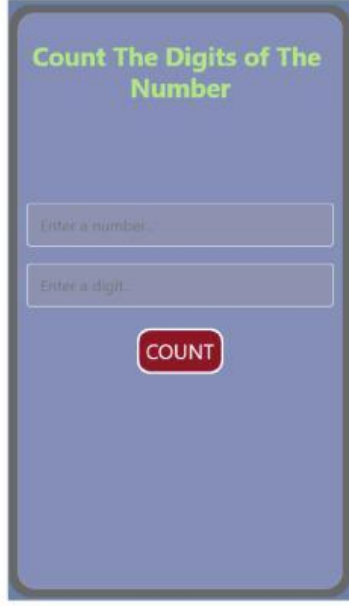 Count The Digits of The
Number
Enter a number..
Enter a digit..
COUNT